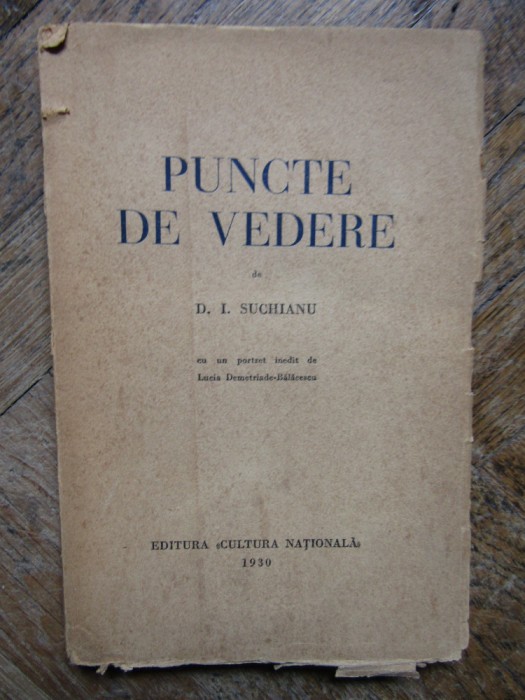 PUNCTE
DE VEDERE
de
D. I. SUCHIANU
cu un portret inedit de
Lucia Demetriade-Bălăcescu
EDITURA «CULTURA NAȚIONALĂ»
1930